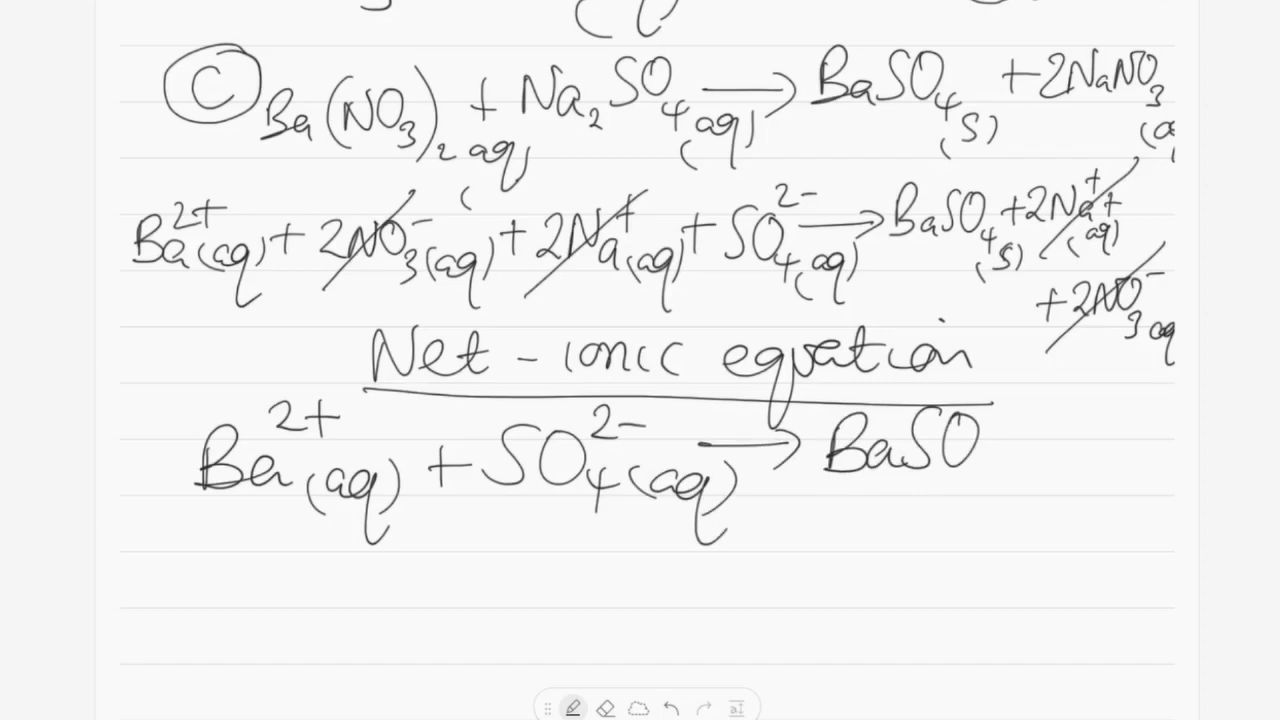 C Ba(NO3)2 aq + Na2SO4 (aq) → BaSO4 (s) + 2NaNO3
Ba2+(aq) + 2NO3-(aq) + 2Na+(aq) + SO42-(aq) → BaSO4(s) + 2Na+(aq)
+ 2NO3- aq
Net-ionic equation
Ba2+(aq) + SO42-(aq) → BaSO